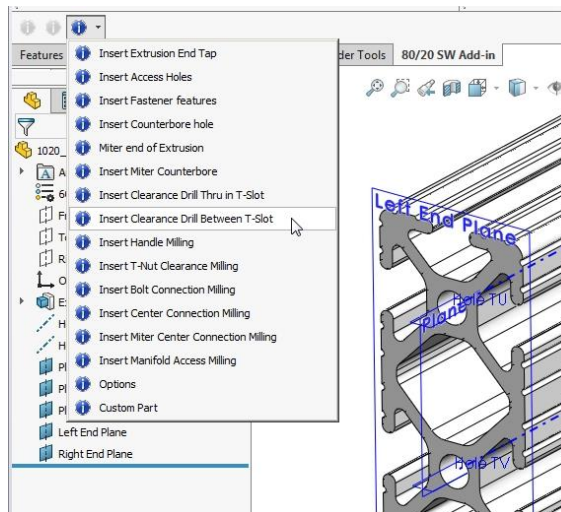 Features
der Tools
80/20 SW Add-in
Insert Extrusion End Tap
Insert Access Holes
Insert Fastener features
Insert Counterbore hole
Miter end of Extrusion
Insert Miter Counterbore
Insert Clearance Drill Thru in T-Slot
Insert Clearance Drill Between T-Slot
Insert Handle Milling
Insert T-Nut Clearance Milling
Insert Bolt Connection Milling
Insert Center Connection Milling
Insert Miter Center Connection Milling
Insert Manifold Access Milling
Options
Custom Part
1020_
A
Left End Plane
Right End Plane
Left End Plane
Plane
Hole TU
Hole TV